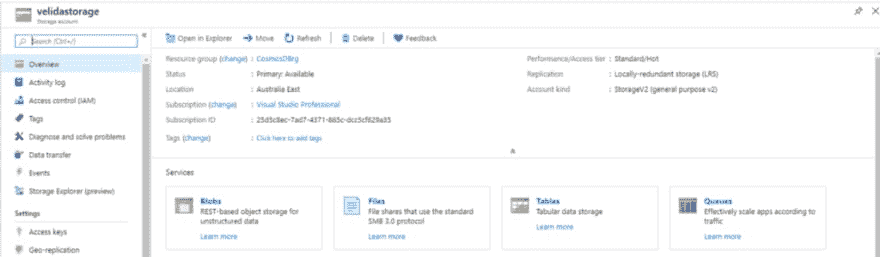 velidastorage
Storage account
Search (Ctrl+/)
Overview
Activity log
Access control (IAM)
Tags
Diagnose and solve problems
Data transfer
Events
Storage Explorer (preview)
Settings
Access keys
Geo-replication
Open in Explorer Move Refresh Delete Feedback
Resource group (change) : CosmosDBrg
Status : Primary: Available
Location : Australia East
Subscription (change) : Visual Studio Professional
Subscription ID :
Tags (change) : Click here to add tags
Performance/Access tier : Standard/Hot
Replication : Locally-redundant storage (LRS)
Account kind : StorageV2 (general purpose v2)
Services
Blobs
REST-based object storage for
unstructured data
Learn more
Files
File shares that use the standard
SMB 3.0 protocol
Learn more
Tables
Tabular data storage
Learn more
Queues
Effectively scale apps according to
traffic
Learn more